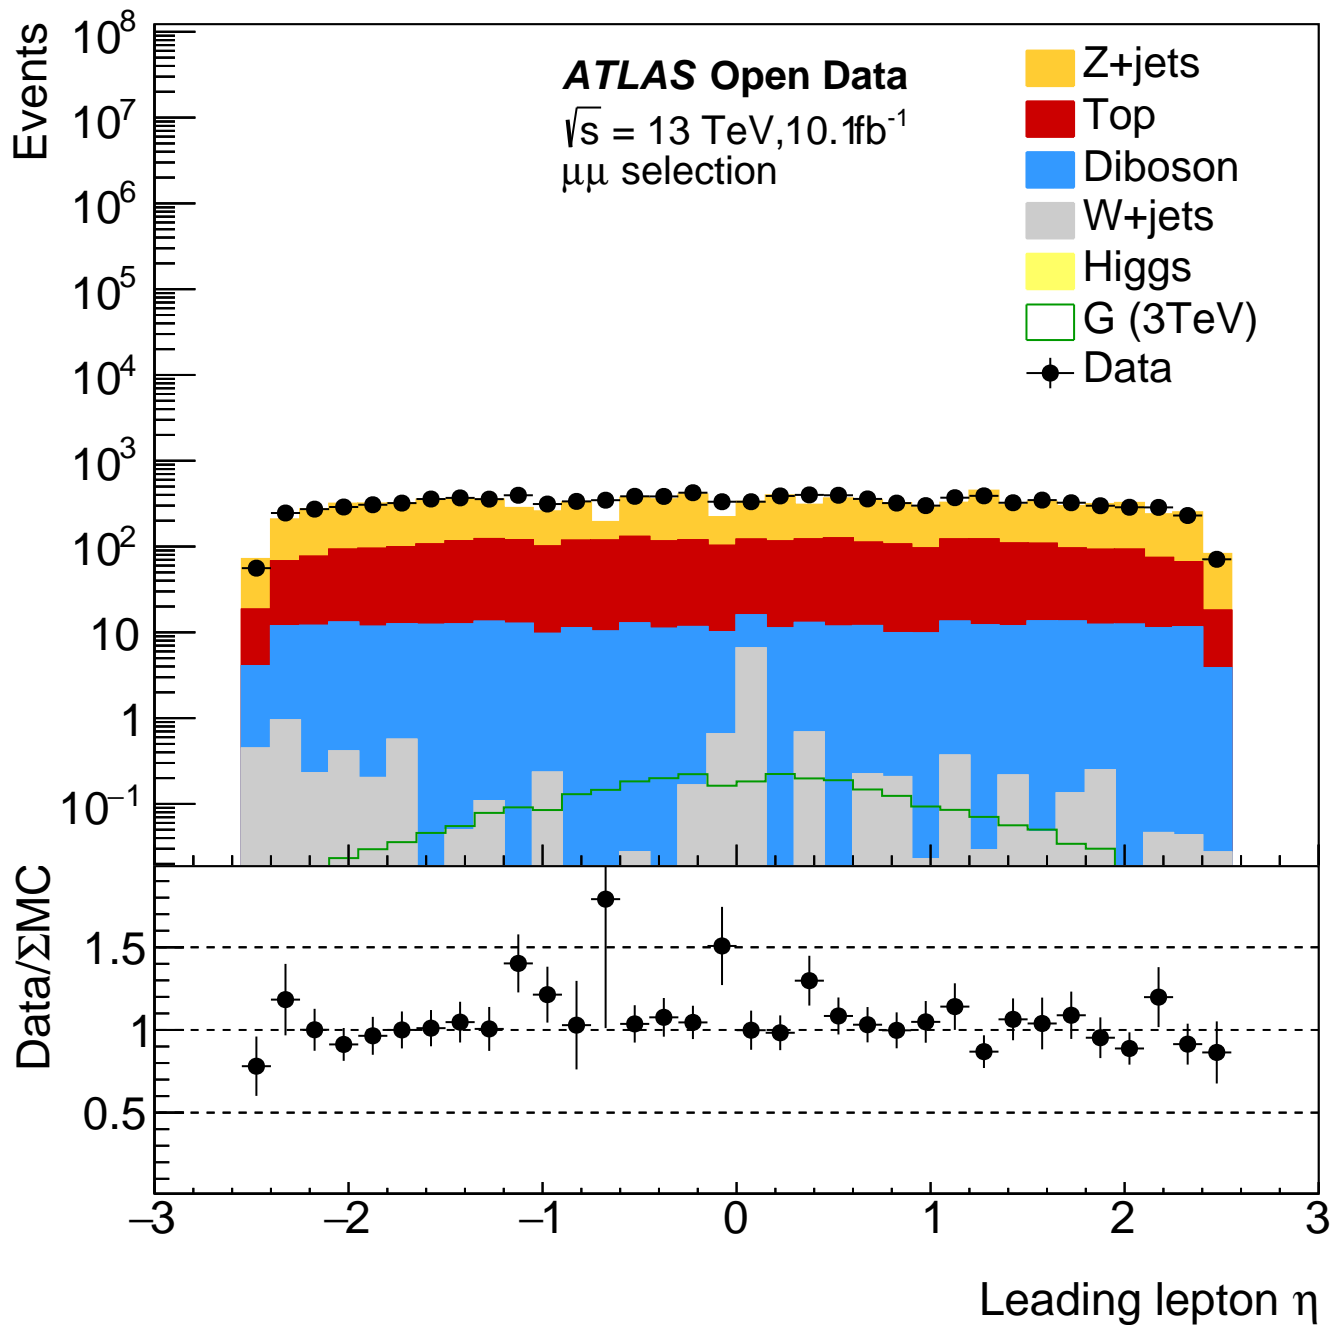 Events
10⁸
10⁷
10⁶
10⁵
10⁴
10³
10²
10
1
10⁻¹
ATLAS Open Data
√s = 13 TeV,10.1fb⁻¹
μμ selection
Z+jets
Top
Diboson
W+jets
Higgs
G (3TeV)
Data
Data/ΣMC
1.5
1
0.5
−3 −2 −1 0 1 2 3
Leading lepton η